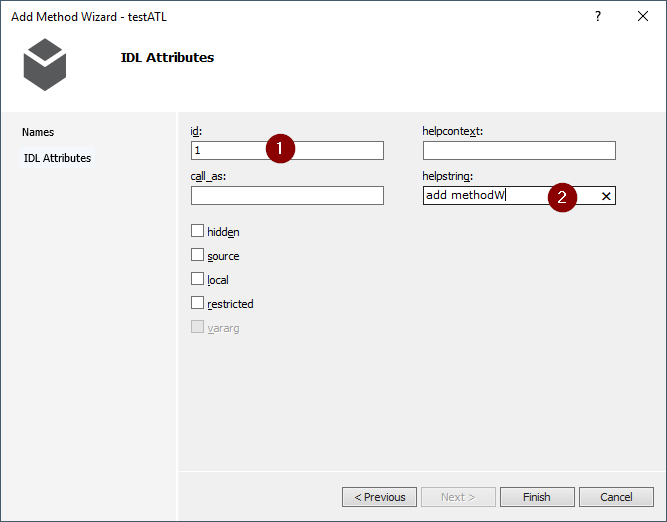 Add Method Wizard - testATL
?
IDL Attributes
Names
IDL Attributes
id:
helpcontext:
1
1
call_as:
helpstring:
add methodW
2
hidden
source
local
restricted
vararg
< Previous
Next >
Finish
Cancel